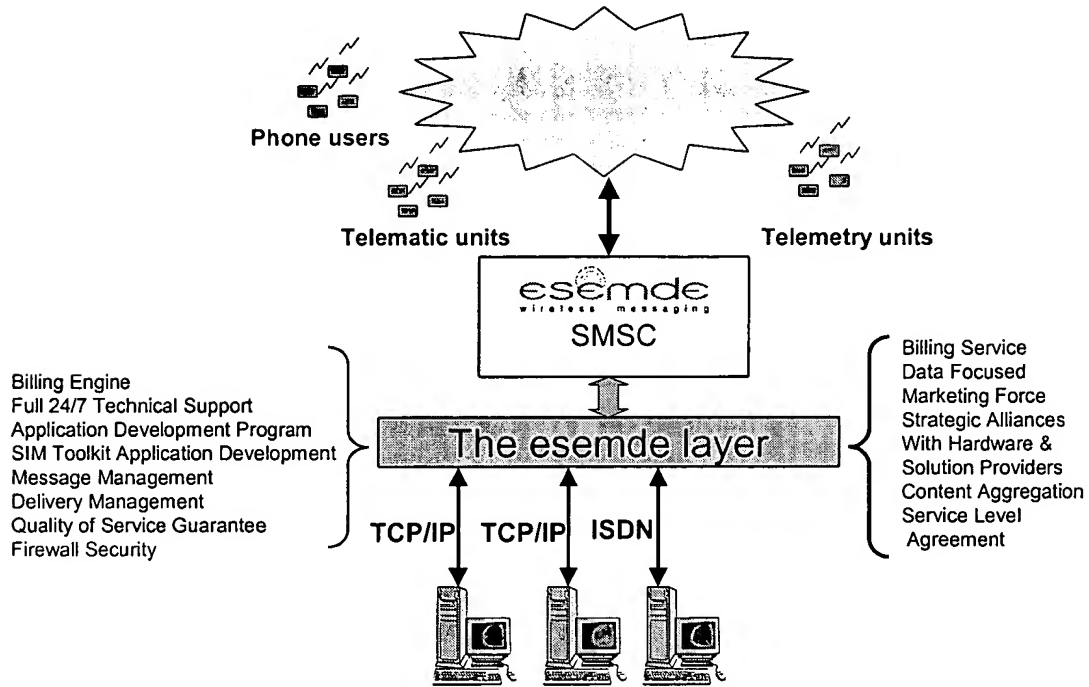 Phone users
Telematic units
Telemetry units
esemde
wireless messaging
SMSC
Billing Engine
Full 24/7 Technical Support
Application Development Program
SIM Toolkit Application Development
Message Management
Delivery Management
Quality of Service Guarantee
Firewall Security
The esemde layer
Billing Service
Data Focused
Marketing Force
Strategic Alliances
With Hardware &
Solution Providers
Content Aggregation
Service Level
Agreement
TCP/IP
TCP/IP
ISDN